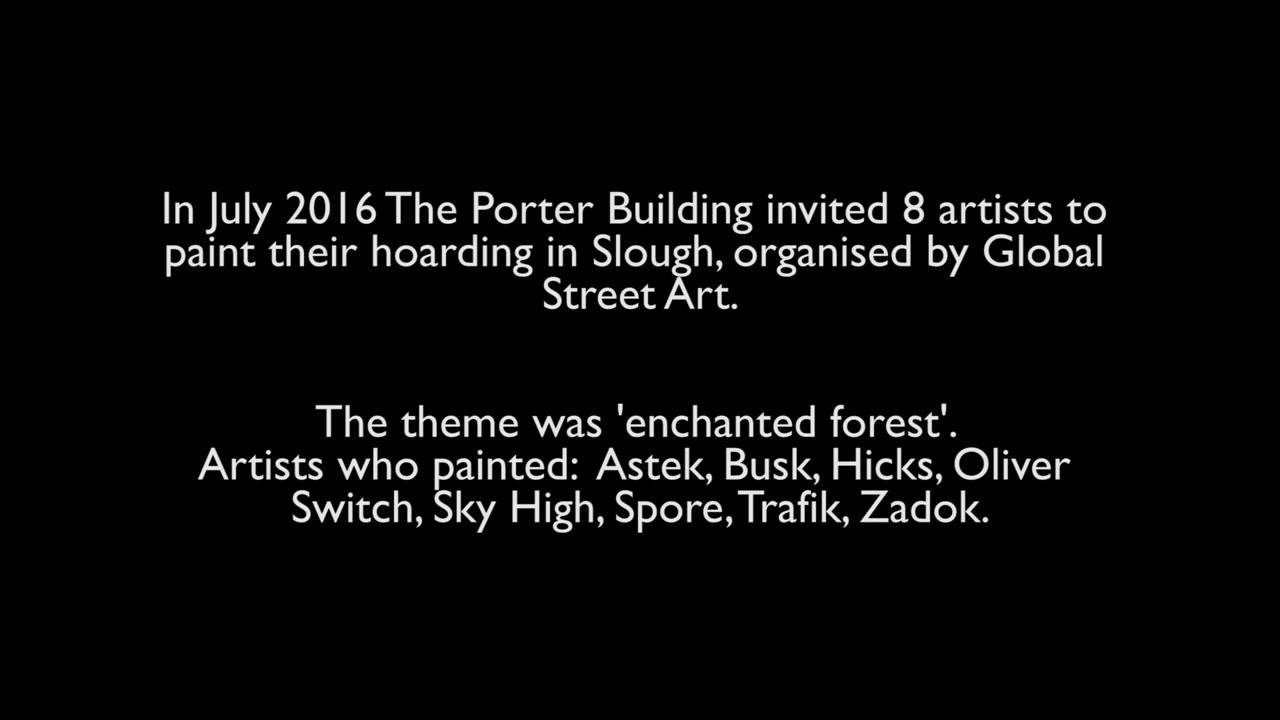 In July 2016 The Porter Building invited 8 artists to
paint their hoarding in Slough, organised by Global
Street Art.
The theme was 'enchanted forest'.
Artists who painted:  Astek, Busk, Hicks, Oliver
Switch, Sky High, Spore, Trafik, Zadok.